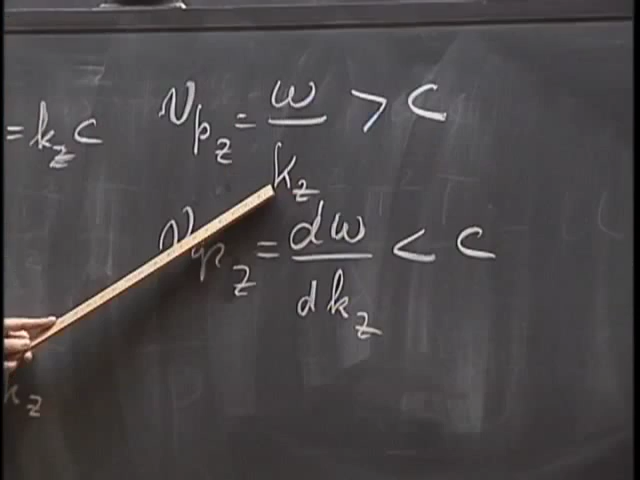 = k_z c
v_{p_z} = ω / k_z > c
v_{g_z} = dω / dk_z < c
k_z